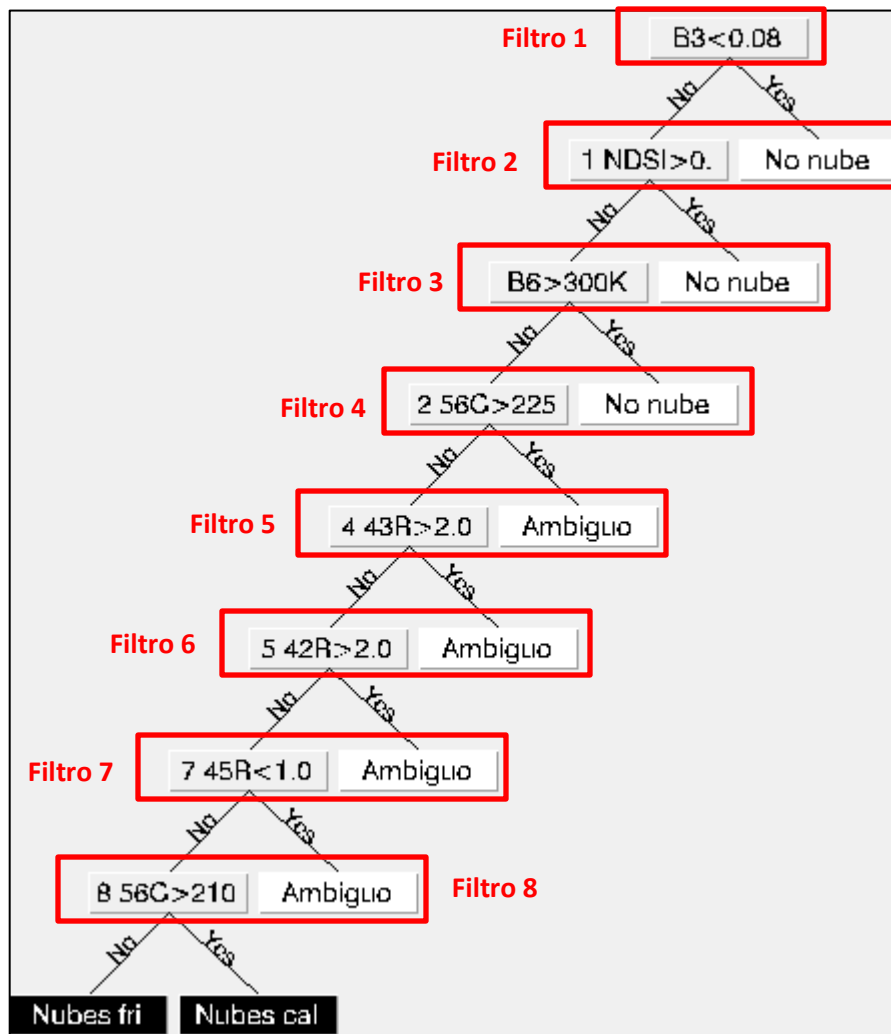 Filtro 1 B3<0.08
No Yes
Filtro 2 1 NDSI>0. No nube
No Yes
Filtro 3 B6>300K No nube
No Yes
Filtro 4 2 56C>225 No nube
No Yes
Filtro 5 4 43R>2.0 Ambiguo
No Yes
Filtro 6 5 42R>2.0 Ambiguo
No Yes
Filtro 7 7 45R<1.0 Ambiguo
No Yes
8 56C>210 Ambiguo Filtro 8
No Yes
Nubes fri Nubes cal